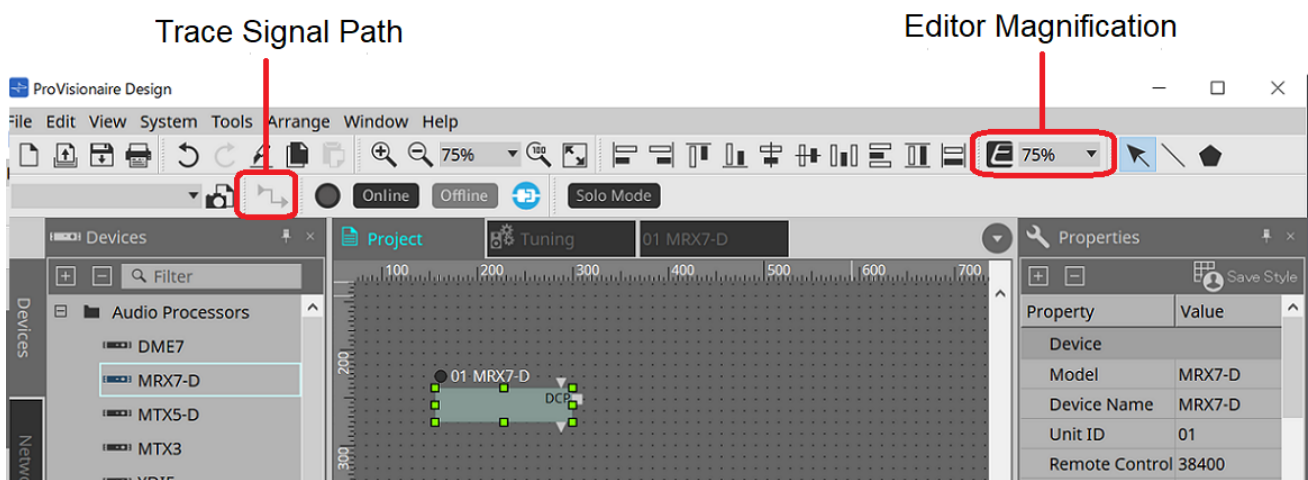 Trace Signal Path
Editor Magnification
ProVisionaire Design
File Edit View System Tools Arrange Window Help
75%
100
75%
Online
Offline
Solo Mode
Devices
Project
Tuning
01 MRX7-D
Properties
Filter
100 200 300 400 500 600 700
Save Style
Devices
Audio Processors
Property Value
DME7
Device
200
MRX7-D
01 MRX7-D
Model MRX7-D
DCP
Device Name MRX7-D
MTX5-D
Unit ID 01
MTX3
300
Remote Control 38400